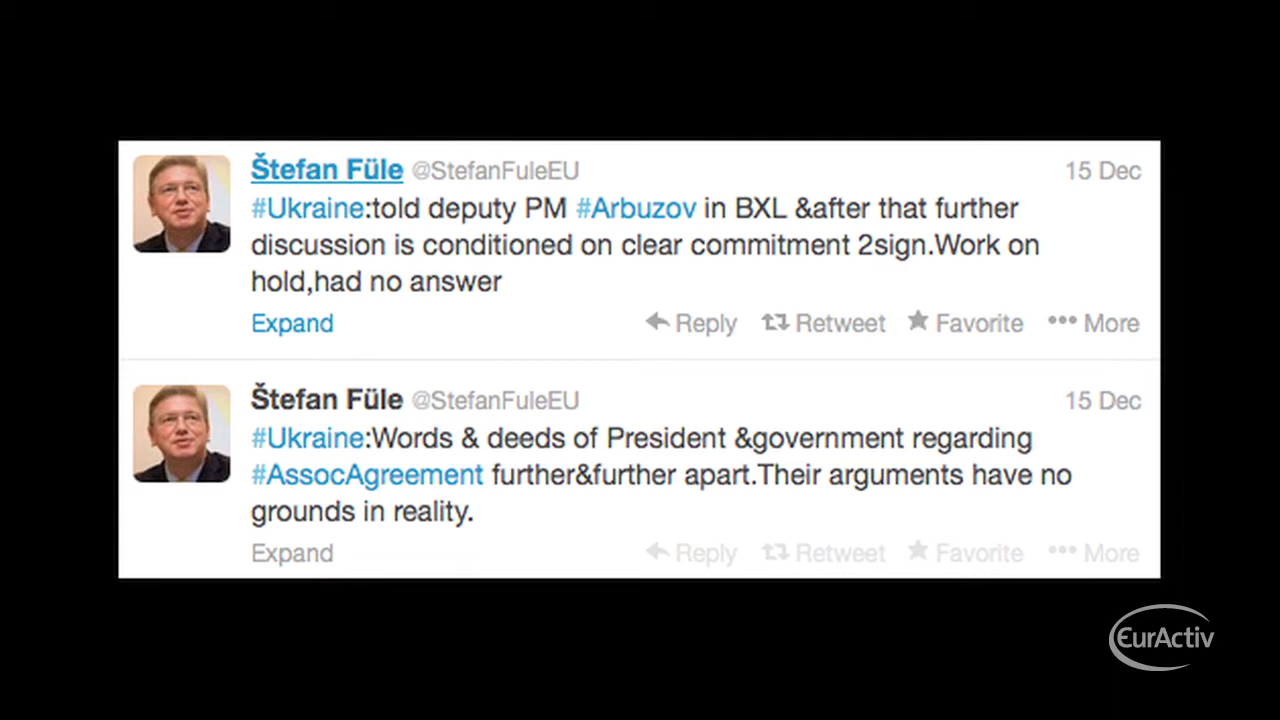 Štefan Füle @StefanFuleEU 15 Dec
#Ukraine:told deputy PM #Arbuzov in BXL &after that further
discussion is conditioned on clear commitment 2sign.Work on
hold,had no answer
Expand Reply Retweet Favorite More
Štefan Füle @StefanFuleEU 15 Dec
#Ukraine:Words & deeds of President &government regarding
#AssocAgreement further&further apart.Their arguments have no
grounds in reality.
Expand Reply Retweet Favorite More
EurActiv